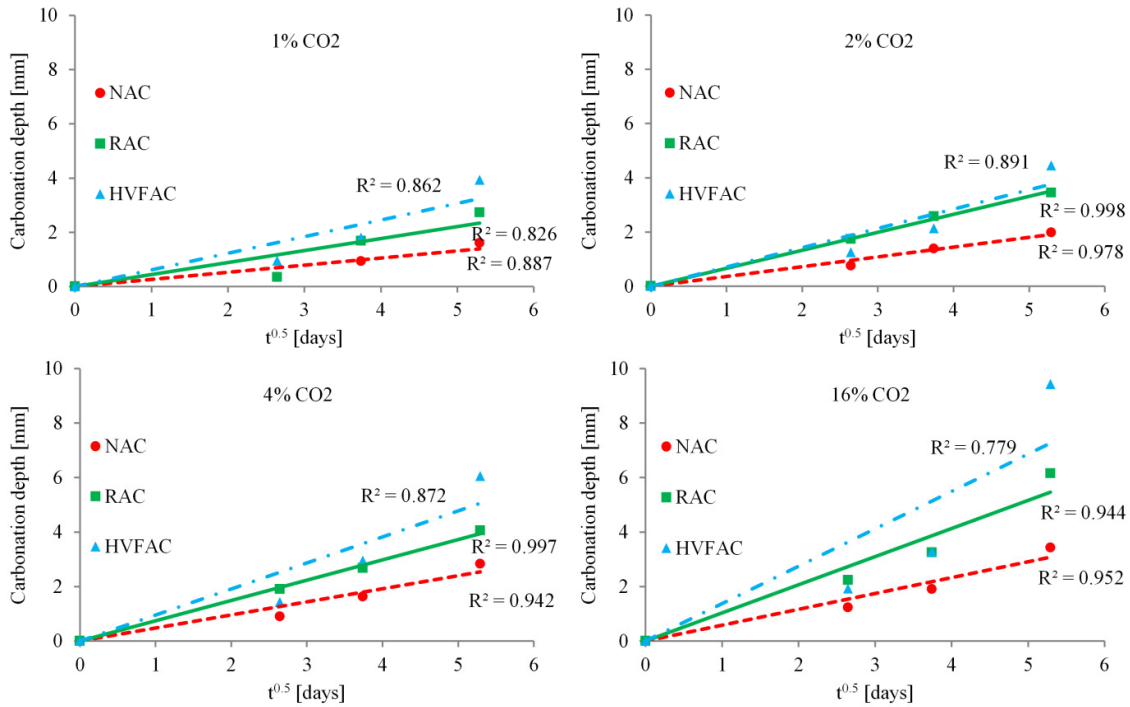 1% CO2
Carbonation depth [mm]
10
8
6
4
2
0
NAC
RAC
HVFAC
R² = 0.862
R² = 0.826
R² = 0.887
0 1 2 3 4 5 6
t^0.5 [days]
2% CO2
Carbonation depth [mm]
10
8
6
4
2
0
NAC
RAC
HVFAC
R² = 0.891
R² = 0.998
R² = 0.978
0 1 2 3 4 5 6
t^0.5 [days]
4% CO2
Carbonation depth [mm]
10
8
6
4
2
0
NAC
RAC
HVFAC
R² = 0.872
R² = 0.997
R² = 0.942
0 1 2 3 4 5 6
t^0.5 [days]
16% CO2
Carbonation depth [mm]
10
8
6
4
2
0
NAC
RAC
HVFAC
R² = 0.779
R² = 0.944
R² = 0.952
0 1 2 3 4 5 6
t^0.5 [days]